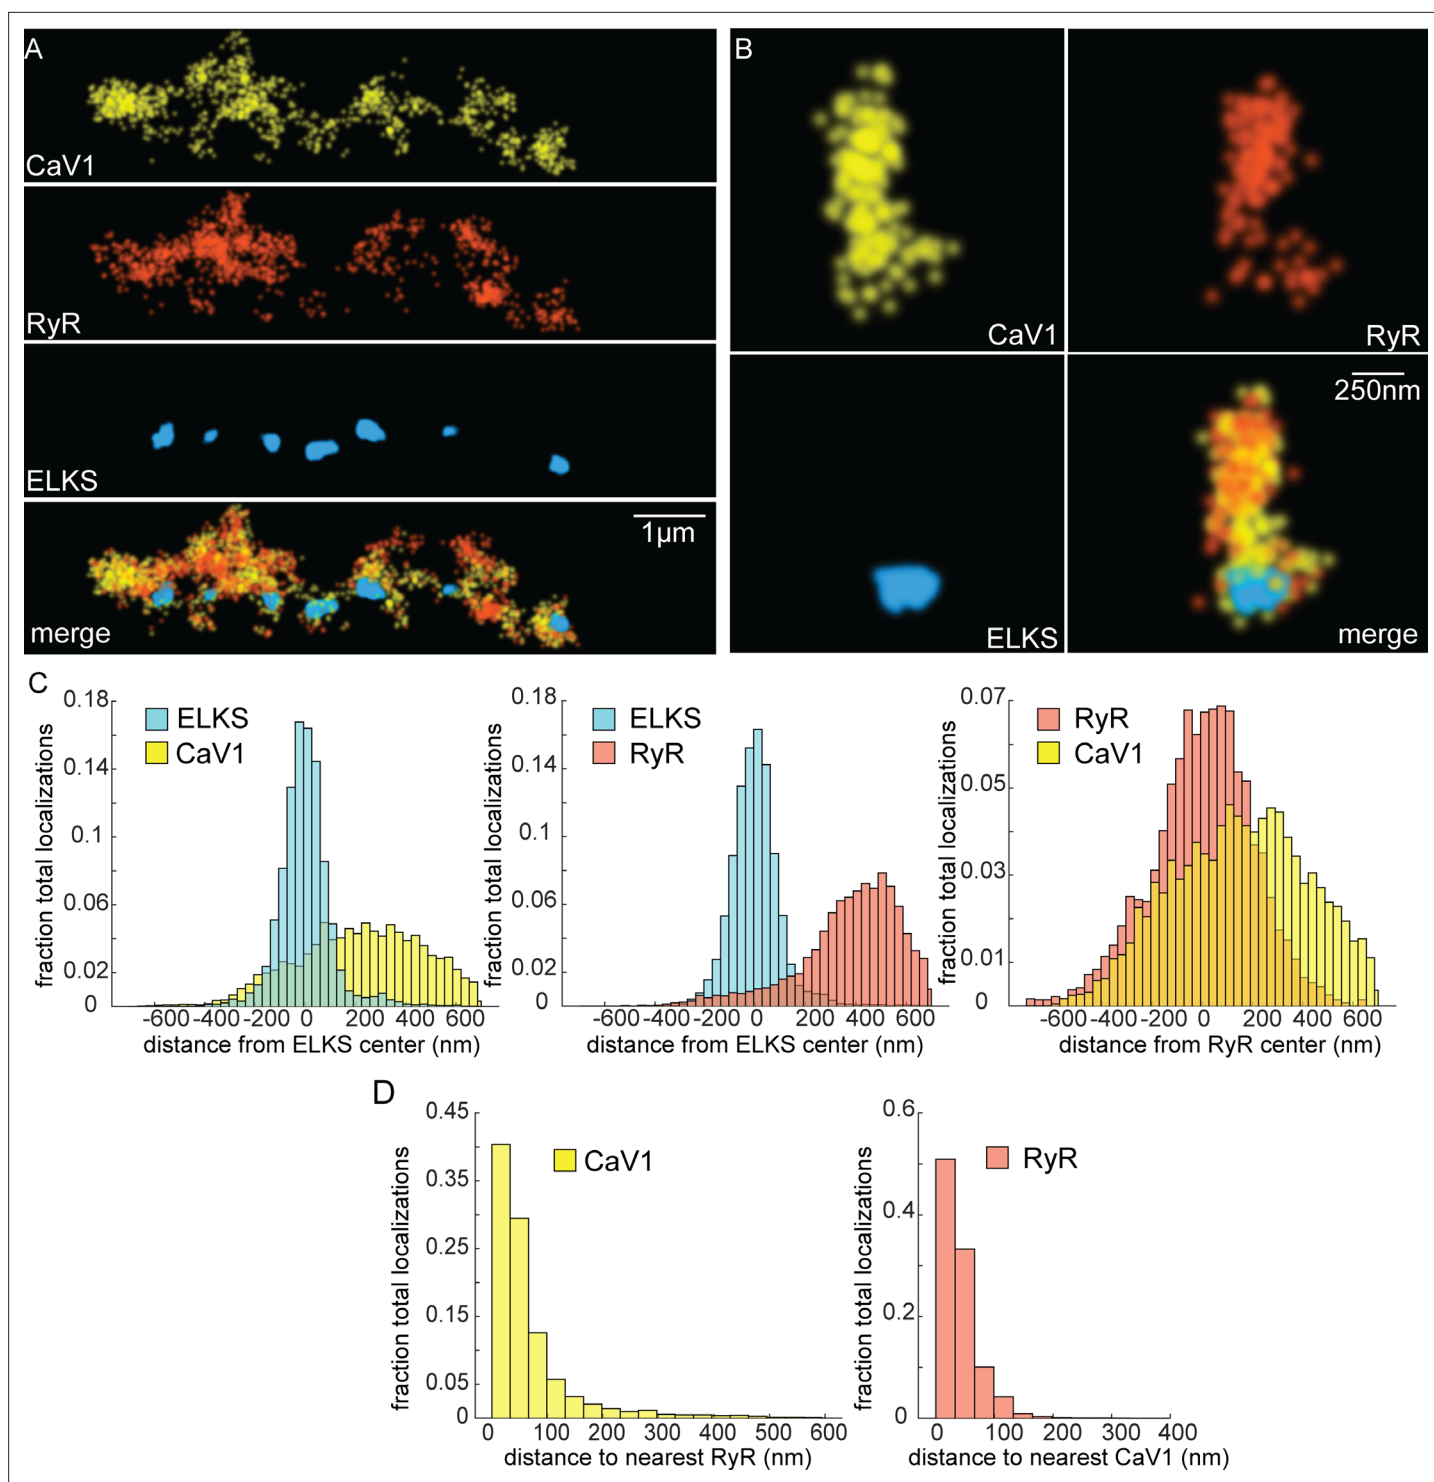 A
CaV1
RyR
ELKS
merge
1µm
B
CaV1
RyR
ELKS
250nm
merge
C
fraction total localizations
0.18
0.14
0.1
0.06
0.02
0
ELKS
CaV1
-600 -400 -200 0 200 400 600
distance from ELKS center (nm)
fraction total localizations
0.18
0.14
0.1
0.06
0.02
0
ELKS
RyR
-600 -400 -200 0 200 400 600
distance from ELKS center (nm)
fraction total localizations
0.07
0.05
0.03
0.01
0
RyR
CaV1
-600 -400 -200 0 200 400 600
distance from RyR center (nm)
D
fraction total localizations
0.45
0.35
0.25
0.05
0
CaV1
0 100 200 300 400 500 600
distance to nearest RyR (nm)
fraction total localizations
0.6
0.4
0.2
0
RyR
0 100 200 300 400
distance to nearest CaV1 (nm)